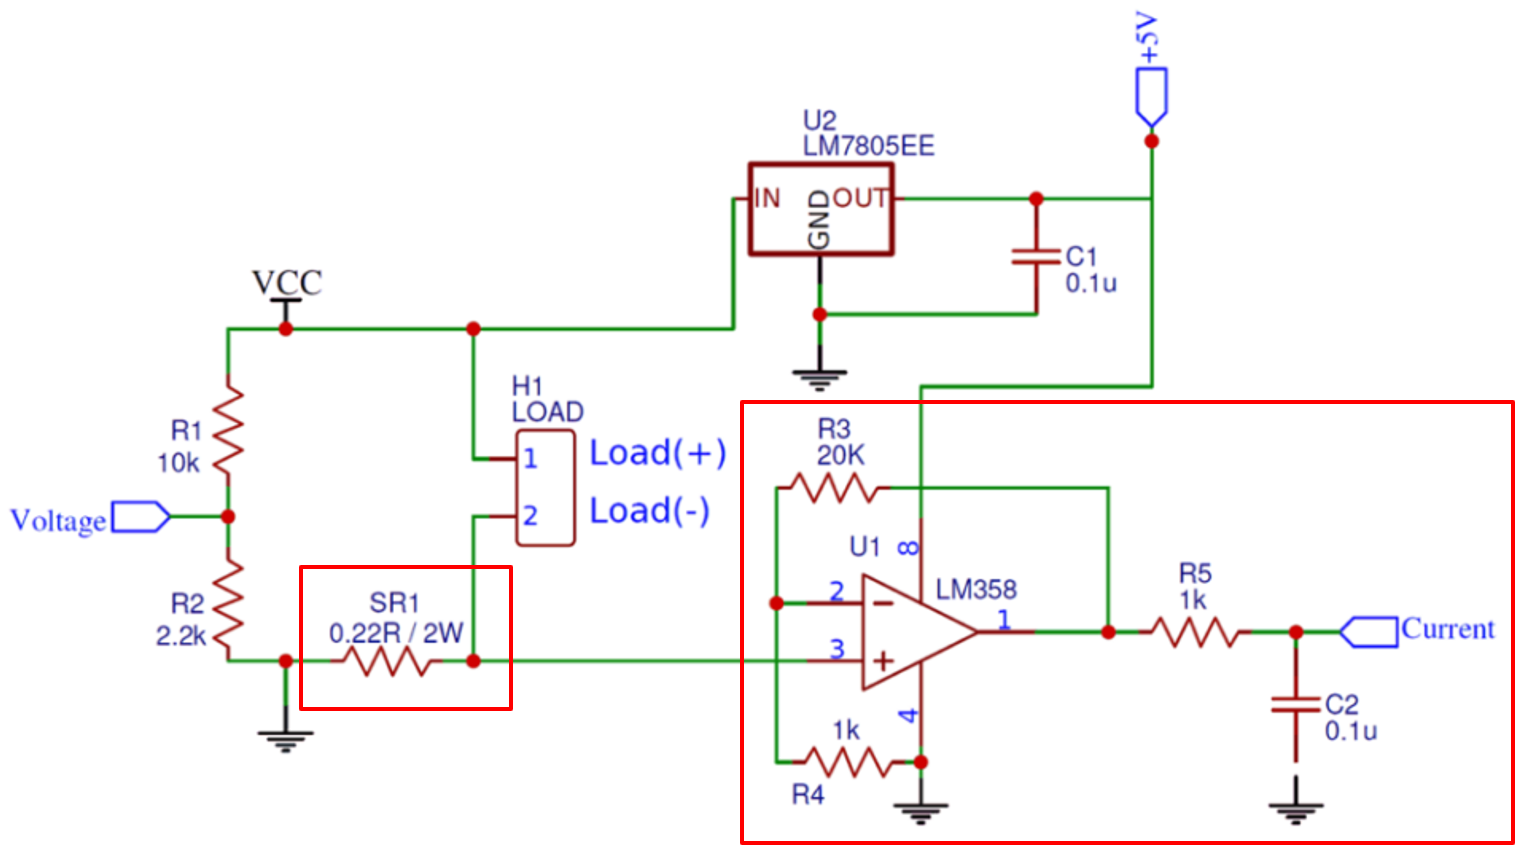 +5V
U2
LM7805EE
IN
GND
OUT
C1
0.1u
VCC
H1
LOAD
1
Load(+)
2
Load(-)
R1
10k
Voltage
R2
2.2k
SR1
0.22R / 2W
R3
20K
U1
8
LM358
2
1
3
4
1k
R4
R5
1k
Current
C2
0.1u